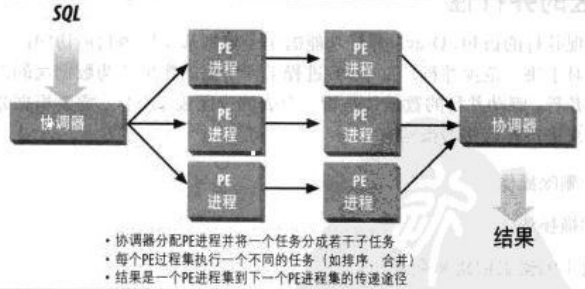 SQL
PE
进程
PE
进程
协调器
PE
进程
PE
进程
协调器
PE
进程
PE
进程
结果
• 协调器分配PE进程并将一个任务分成若干子任务
• 每个PE过程集执行一个不同的任务（如排序、合并）
• 结果是一个PE进程集到下一个PE进程集的传递途径